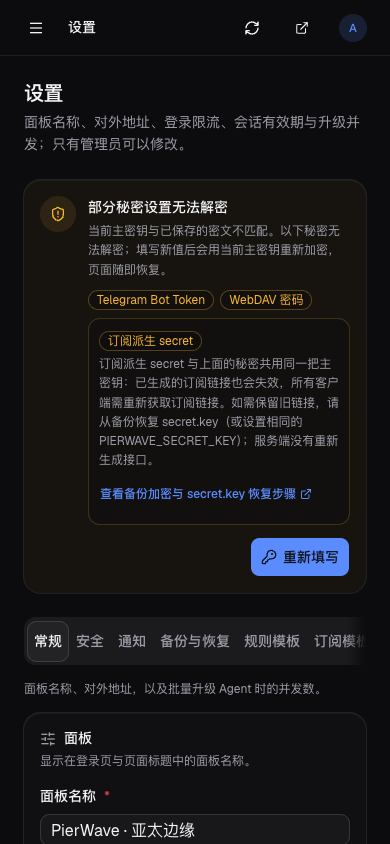 设置
A
设置
面板名称、对外地址、登录限流、会话有效期与升级并
发；只有管理员可以修改。
部分秘密设置无法解密
当前主密钥与已保存的密文不匹配。以下秘密无
法解密；填写新值后会用当前主密钥重新加密，
页面随即恢复。
Telegram Bot Token WebDAV 密码
订阅派生 secret
订阅派生 secret 与上面的秘密共用同一把主
密钥：已生成的订阅链接也会失效，所有客户
端需重新获取订阅链接。如需保留旧链接，请
从备份恢复 secret.key（或设置相同的
PIERWAVE_SECRET_KEY)；服务端没有重新
生成接口。
查看备份加密与 secret.key 恢复步骤
重新填写
常规 安全 通知 备份与恢复 规则模板 订阅模板
面板名称、对外地址，以及批量升级 Agent 时的并发数。
面板
显示在登录页与页面标题中的面板名称。
面板名称 *
PierWave · 亚太边缘